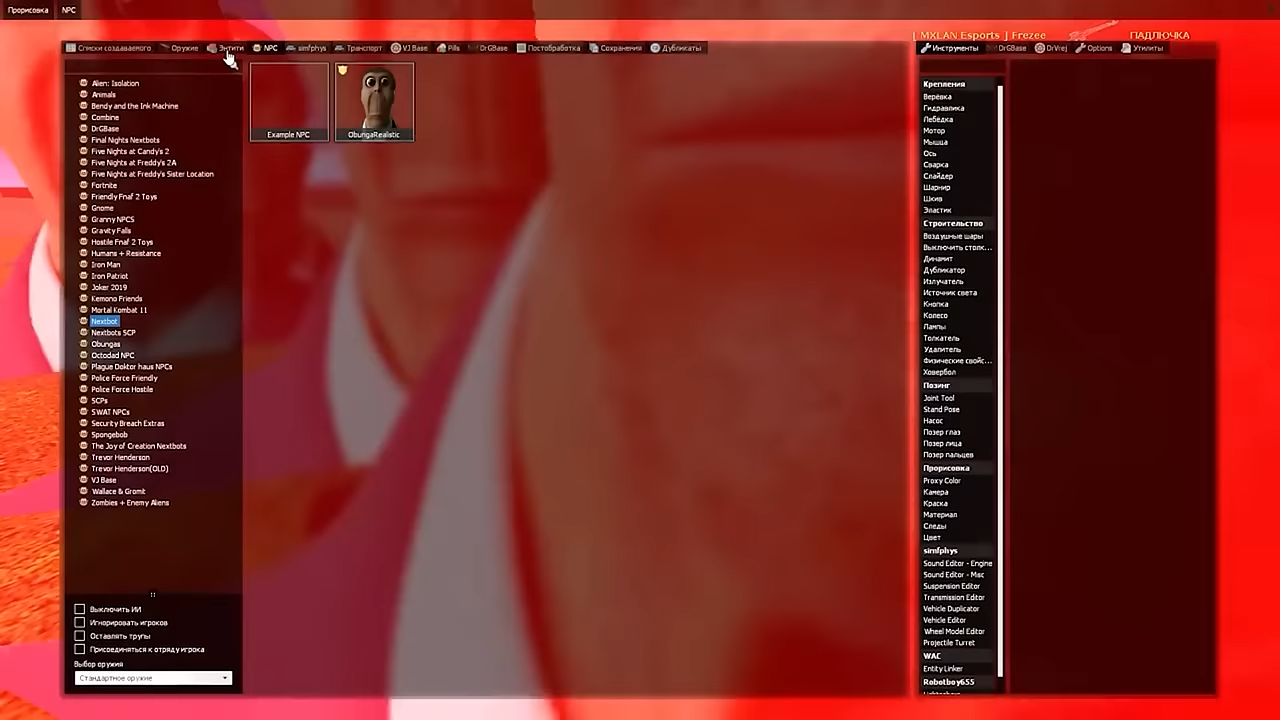 Прорисовка NPC
[ MXLAN Esports ] Frezee ПАДЛЮЧКА
Списки создаваемого Оружие Энтити NPC simfphys Транспорт VJ Base Pills DrGBase Постобработка Сохранения Дубликаты
Инструменты DrGBase DrVrej Options Утилиты
Alien: Isolation
Animals
Bendy and the Ink Machine
Combine
DrGBase
Final Nights Nextbots
Five Nights at Candy's 2
Five Nights at Freddy's 2A
Five Nights at Freddy's Sister Location
Fortnite
Friendly Fnaf 2 Toys
Gnome
Granny NPCS
Gravity Falls
Hostile Fnaf 2 Toys
Humans + Resistance
Iron Man
Iron Patriot
Joker 2019
Kemono Friends
Mortal Kombat 11
Nextbot
Nextbots SCP
Obungas
Octodad NPC
Plague Doktor haus NPCs
Police Force Friendly
Police Force Hostile
SCPs
SWAT NPCs
Security Breach Extras
Spongebob
The Joy of Creation Nextbots
Trevor Henderson
Trevor Henderson(OLD)
VJ Base
Wallace & Gromit
Zombies + Enemy Aliens
Выключить ИИ
Игнорировать игроков
Оставлять трупы
Присоединяться к отряду игрока
Выбор оружия
Стандартное оружие
Example NPC
ObungaRealistic
Крепления
Верёвка
Гидравлика
Лебёдка
Мотор
Мышца
Ось
Сварка
Слайдер
Шарнир
Шкив
Эластик
Строительство
Воздушные шары
Выключить столк...
Динамит
Дубликатор
Излучатель
Источник света
Кнопка
Колесо
Лампы
Толкатель
Удалитель
Физические свойс...
Ховербол
Позинг
Joint Tool
Stand Pose
Насос
Позер глаз
Позер лица
Позер пальцев
Прорисовка
Proxy Color
Камера
Краска
Материал
Следы
Цвет
simfphys
Sound Editor - Engine
Sound Editor - Misc
Suspension Editor
Transmission Editor
Vehicle Duplicator
Vehicle Editor
Wheel Model Editor
Projectile Turret
WAC
Entity Linker
Robotboy655